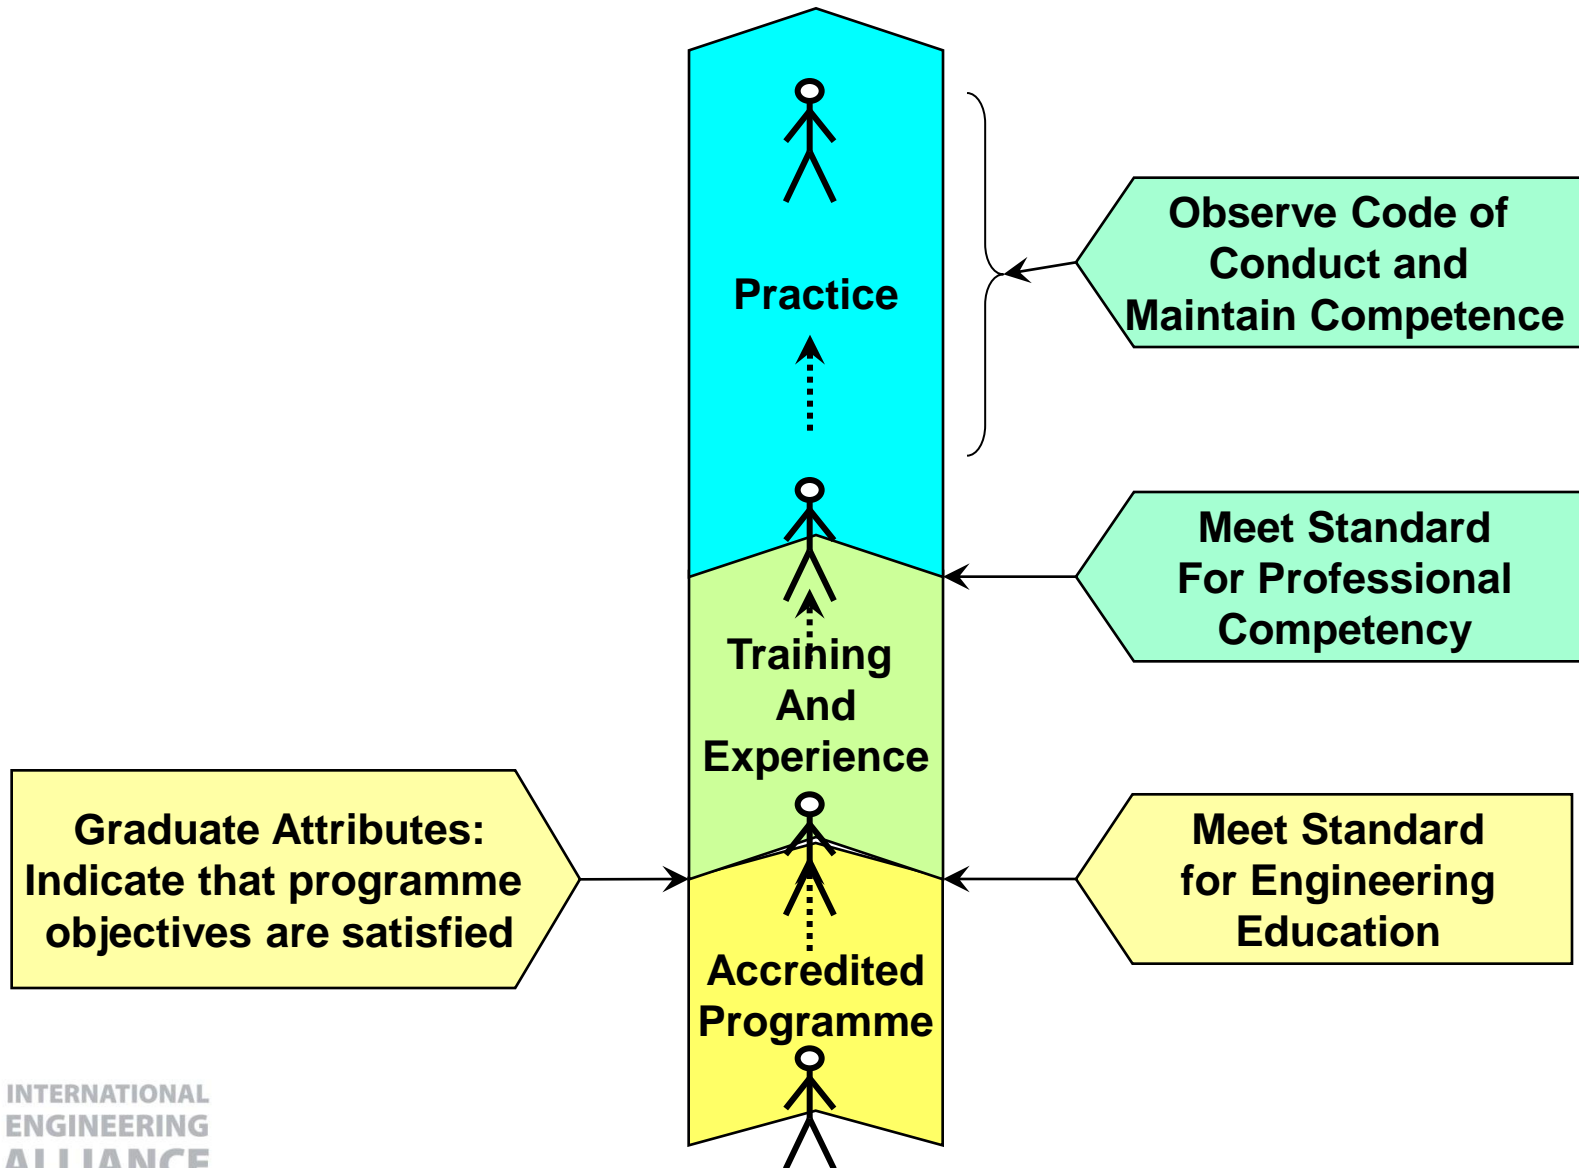 Practice
Observe Code of
Conduct and
Maintain Competence
Meet Standard
For Professional
Competency
Training
And
Experience
Graduate Attributes:
Indicate that programme
objectives are satisfied
Meet Standard
for Engineering
Education
Accredited
Programme
INTERNATIONAL
ENGINEERING
ALLIANCE